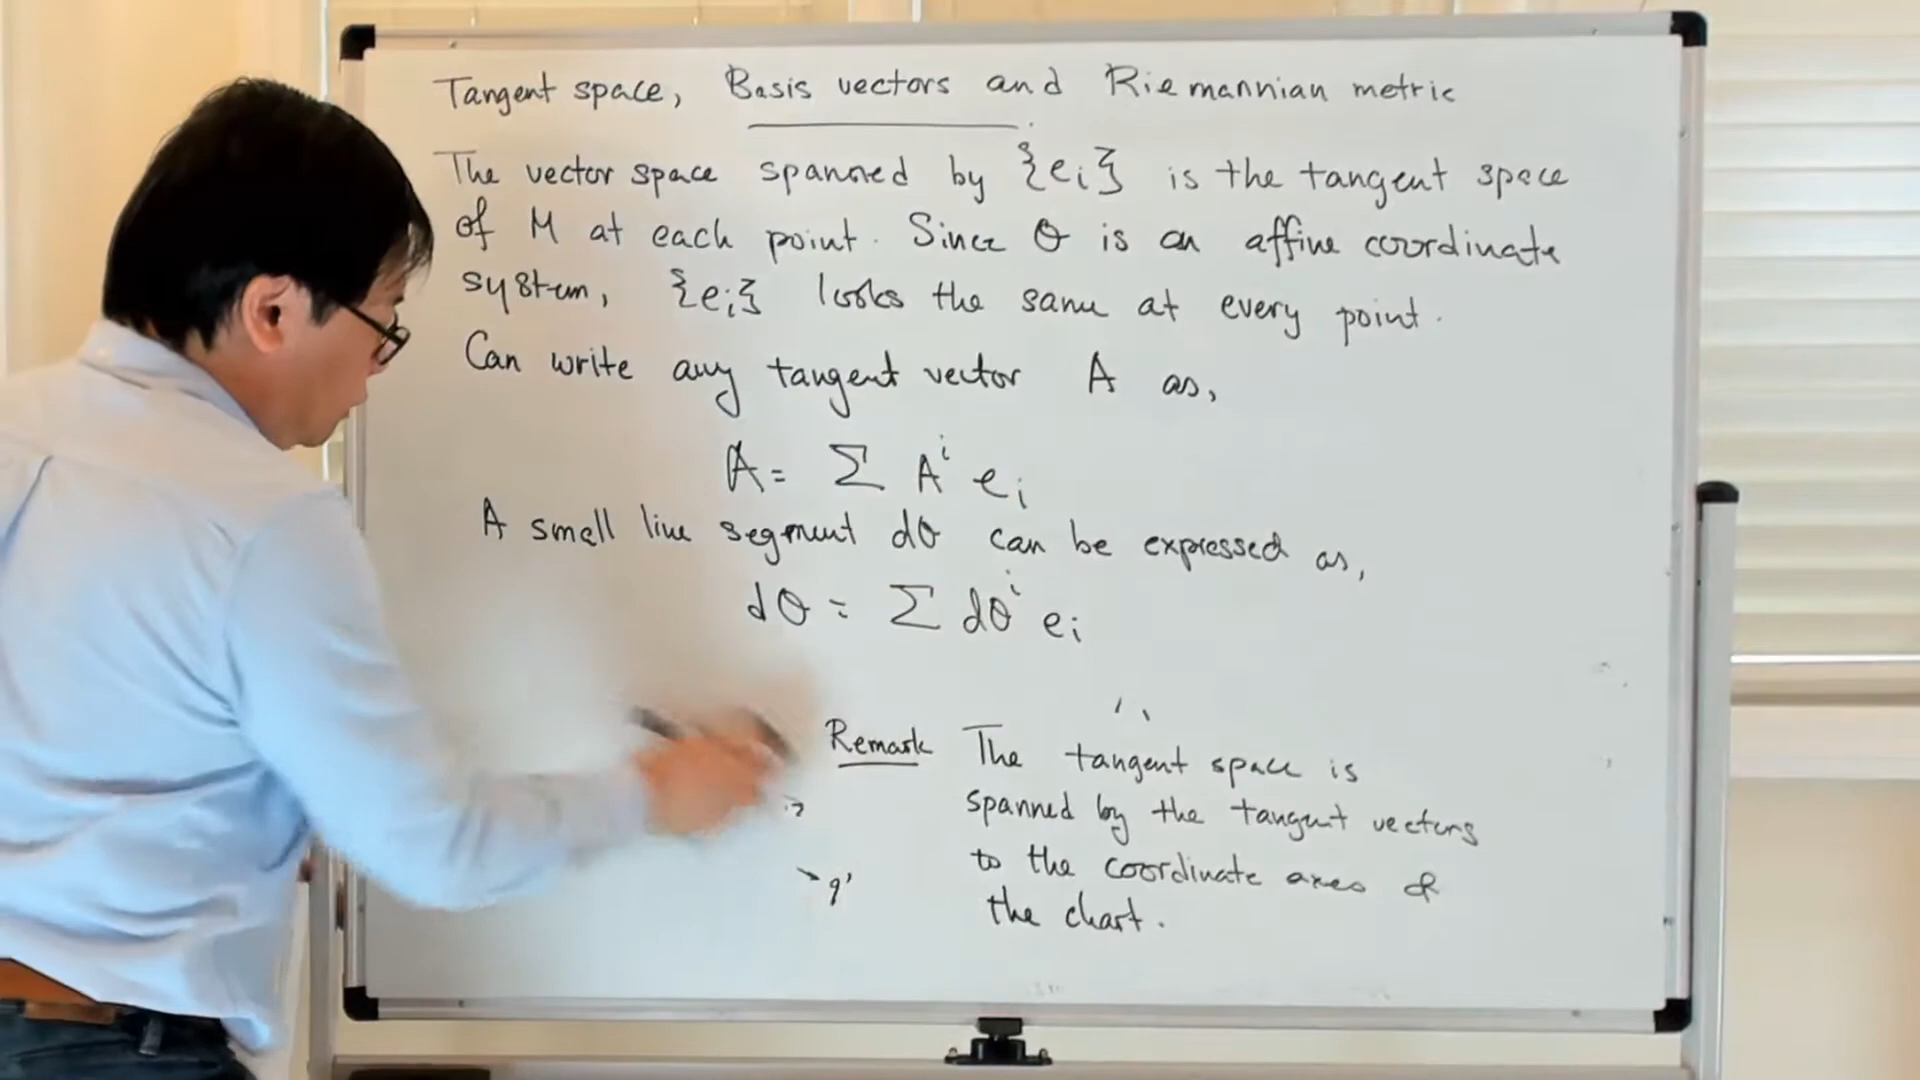 Tangent space, Basis vectors and Riemannian metric
The vector space spanned by {ei} is the tangent space
of M at each point. Since θ is an affine coordinate
system, {ei} looks the same at every point.
Can write any tangent vector A as,
A = Σ Aⁱ eᵢ
A small line segment dθ can be expressed as,
dθ = Σ dθⁱ eᵢ
Remark The tangent space is
spanned by the tangent vectors
to the coordinate axes of
the chart.